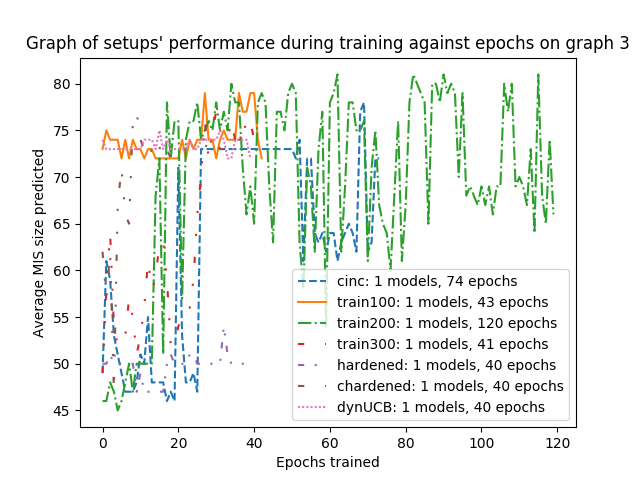 Graph of setups' performance during training against epochs on graph 3
80
75
70
65
60
55
50
45
Average MIS size predicted
cinc: 1 models, 74 epochs
train100: 1 models, 43 epochs
train200: 1 models, 120 epochs
train300: 1 models, 41 epochs
hardened: 1 models, 40 epochs
chardened: 1 models, 40 epochs
dynUCB: 1 models, 40 epochs
0 20 40 60 80 100 120
Epochs trained